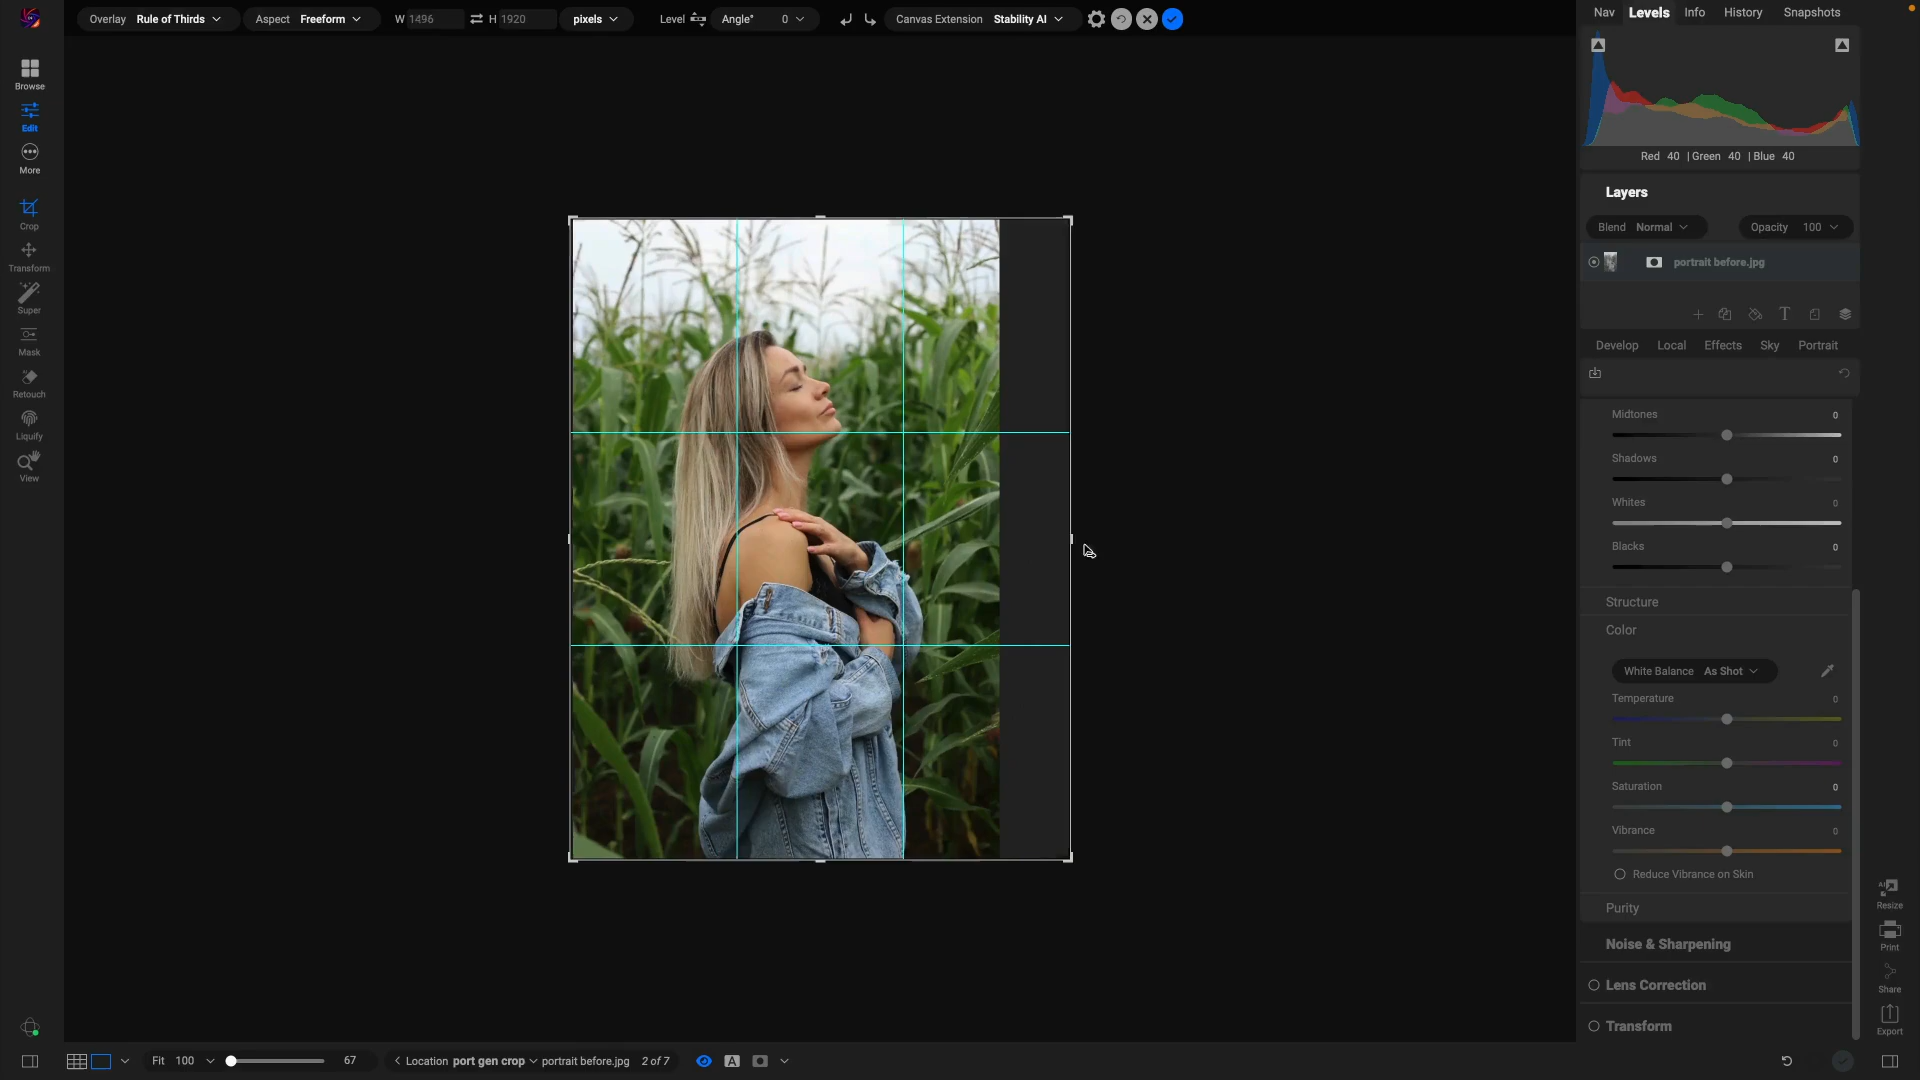 Overlay Rule of Thirds Aspect Freeform W 1496 H 1920 pixels Level Angle° 0 Canvas Extension Stability AI
Nav Levels Info History Snapshots
Browse
Edit
More
Crop
Transform
Super
Mask
Retouch
Liquify
View
Red 40 | Green 40 | Blue 40
Layers
Blend Normal Opacity 100
portrait before.jpg
T
Develop Local Effects Sky Portrait
Midtones 0
Shadows 0
Whites 0
Blacks 0
Structure
Color
White Balance As Shot
Temperature 0
Tint 0
Saturation 0
Vibrance 0
Reduce Vibrance on Skin
Purity
Noise & Sharpening
Lens Correction
Transform
AI
Resize
Print
Share
Export
Fit 100 67 Location port gen crop portrait before.jpg 2 of 7 A